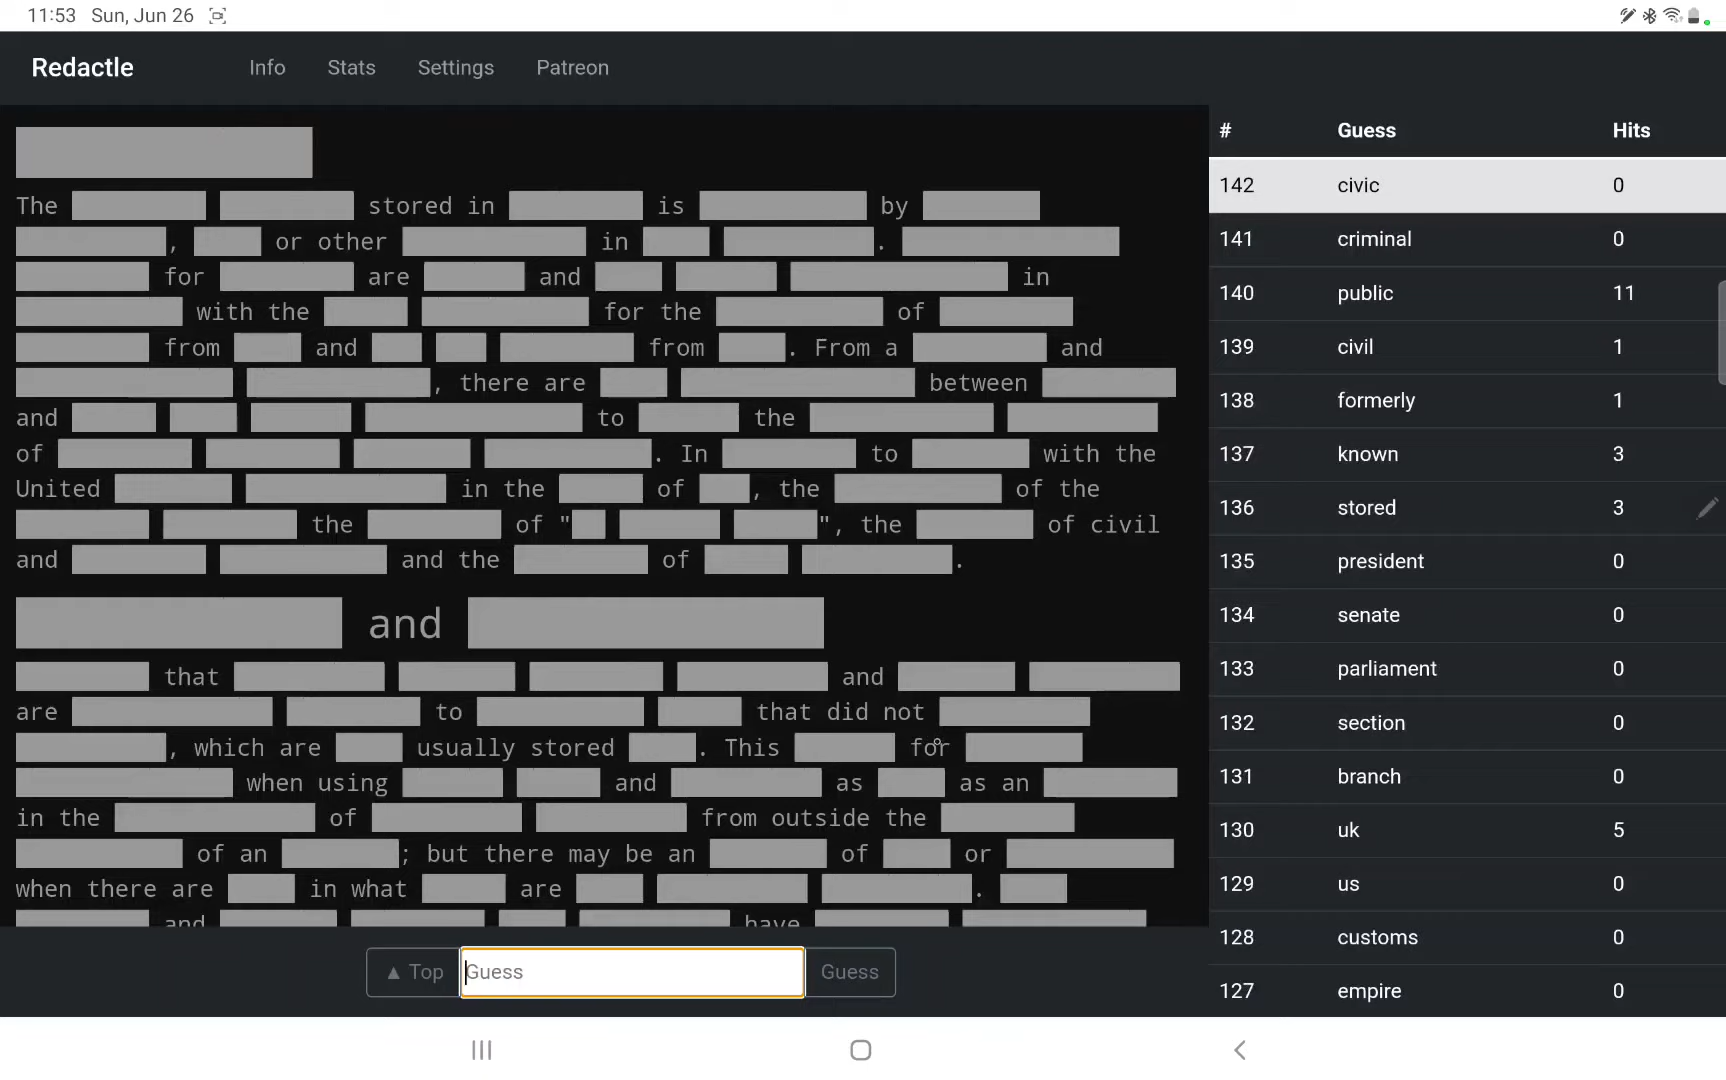 11:53 Sun, Jun 26
Redactle Info Stats Settings Patreon
# Guess Hits
The stored in is by
, or other in .
for are and in
with the for the of
from and from . From a and
, there are between
and to the
of . In to with the
United in the of , the of the
the of " ", the of civil
and and the of .
and
that and
are to that did not
, which are usually stored . This for
when using and as as an
in the of from outside the
of an ; but there may be an of or
when there are in what are .
and have
142 civic 0
141 criminal 0
140 public 11
139 civil 1
138 formerly 1
137 known 3
136 stored 3
135 president 0
134 senate 0
133 parliament 0
132 section 0
131 branch 0
130 uk 5
129 us 0
128 customs 0
127 empire 0
▲ Top Guess Guess